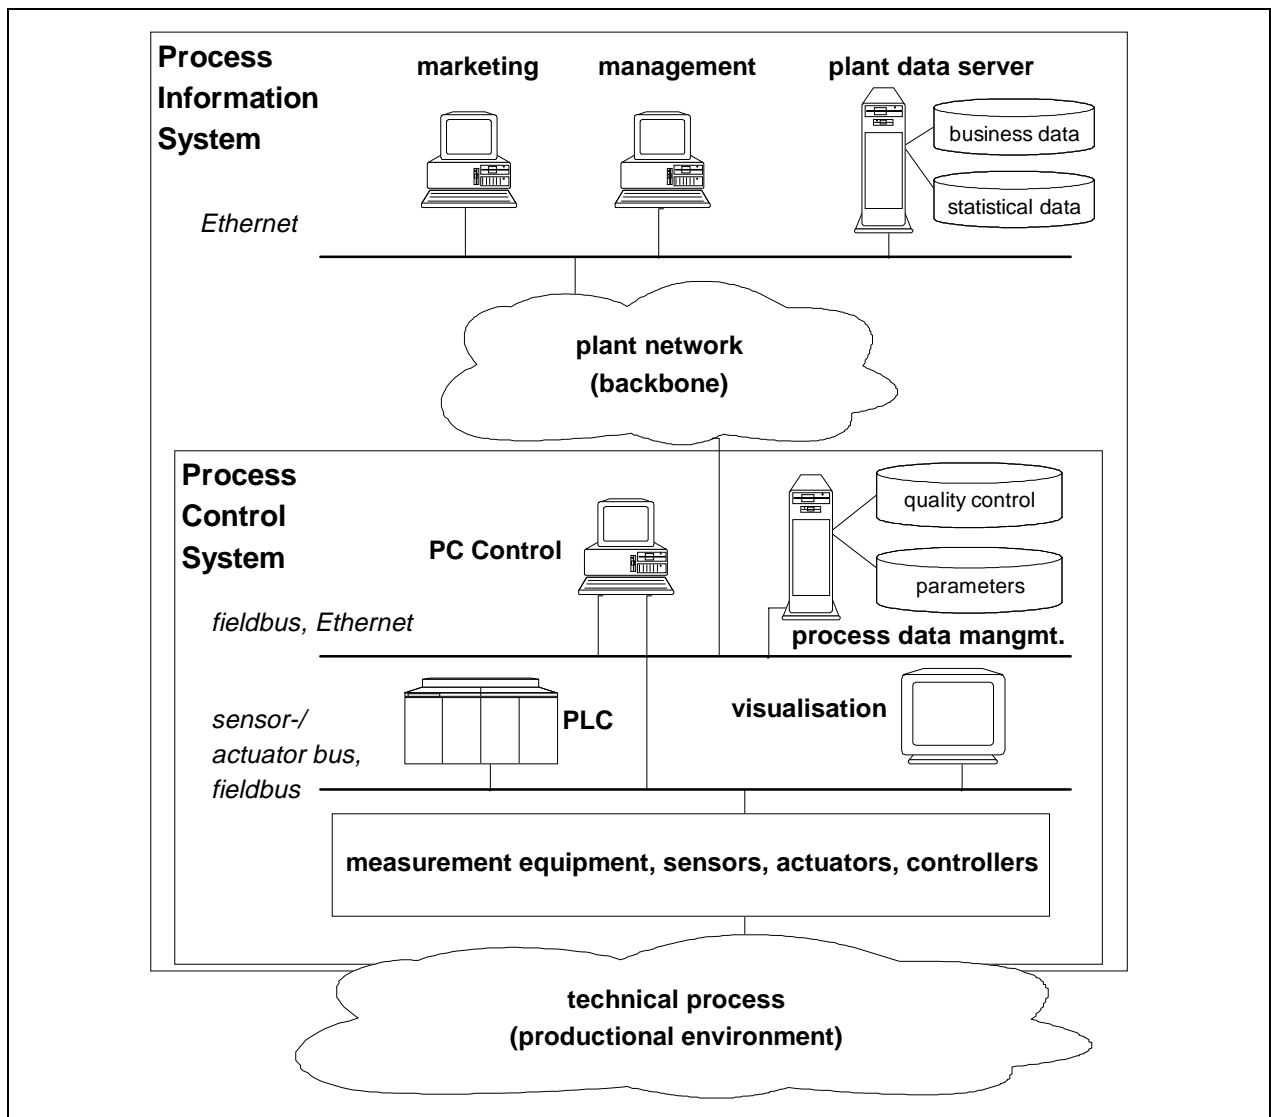 Process
Information
System
marketing
management
plant data server
business data
statistical data
Ethernet
plant network
(backbone)
Process
Control
System
PC Control
quality control
parameters
fieldbus, Ethernet
process data mangmt.
sensor-/
actuator bus,
fieldbus
PLC
visualisation
measurement equipment, sensors, actuators, controllers
technical process
(productional environment)